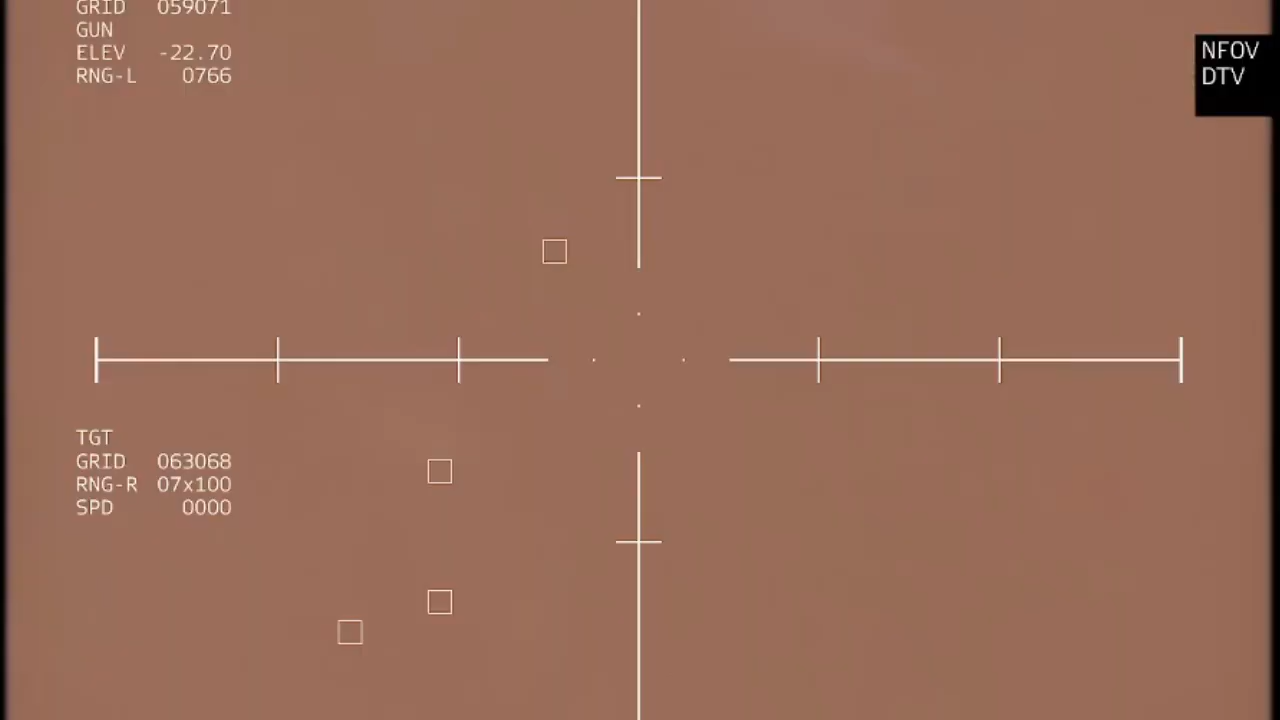 GRID 059071
GUN
ELEV -22.70
RNG-L 0766
NFOV
DTV
TGT
GRID 063068
RNG-R 07x100
SPD 0000